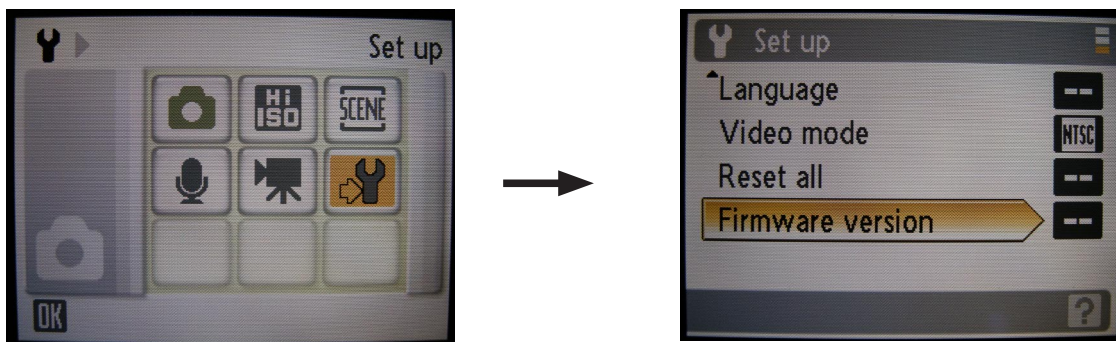 Set up
Hi
ISO
SCENE
OK
Set up
Language --
Video mode NTSC
Reset all --
Firmware version --
?